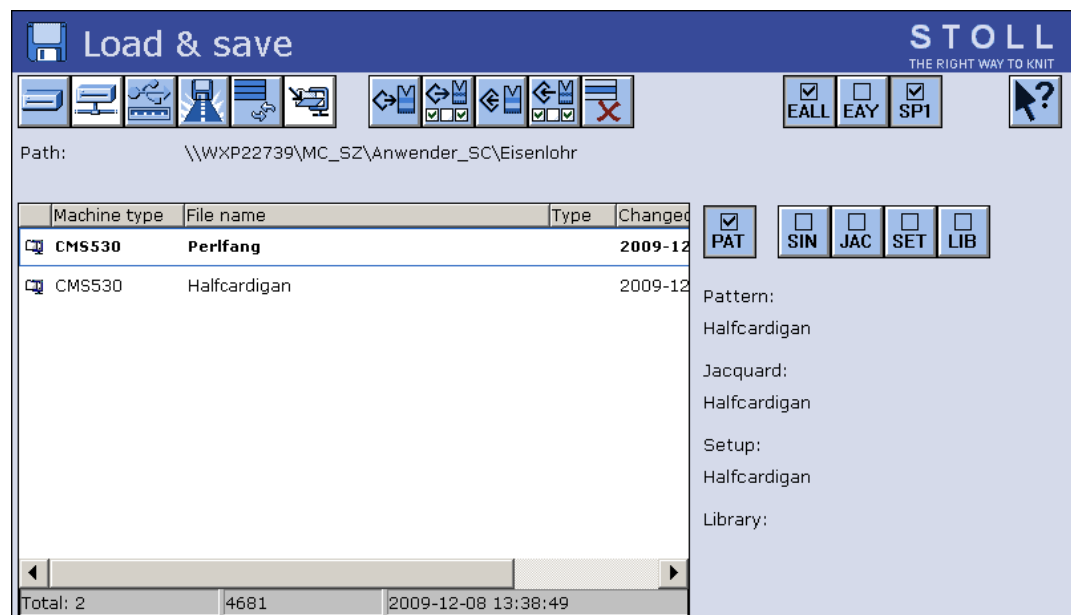 Load & save
STOLL
THE RIGHT WAY TO KNIT
EALL EAY SP1
?
Path: \\WXP22739\MC_SZ\Anwender_SC\Eisenlohr
Machine type File name Type Changed
CMS530 Perlfang 2009-12
CMS530 Halfcardigan 2009-12
Total: 2 4681 2009-12-08 13:38:49
PAT SIN JAC SET LIB
Pattern:
Halfcardigan
Jacquard:
Halfcardigan
Setup:
Halfcardigan
Library: